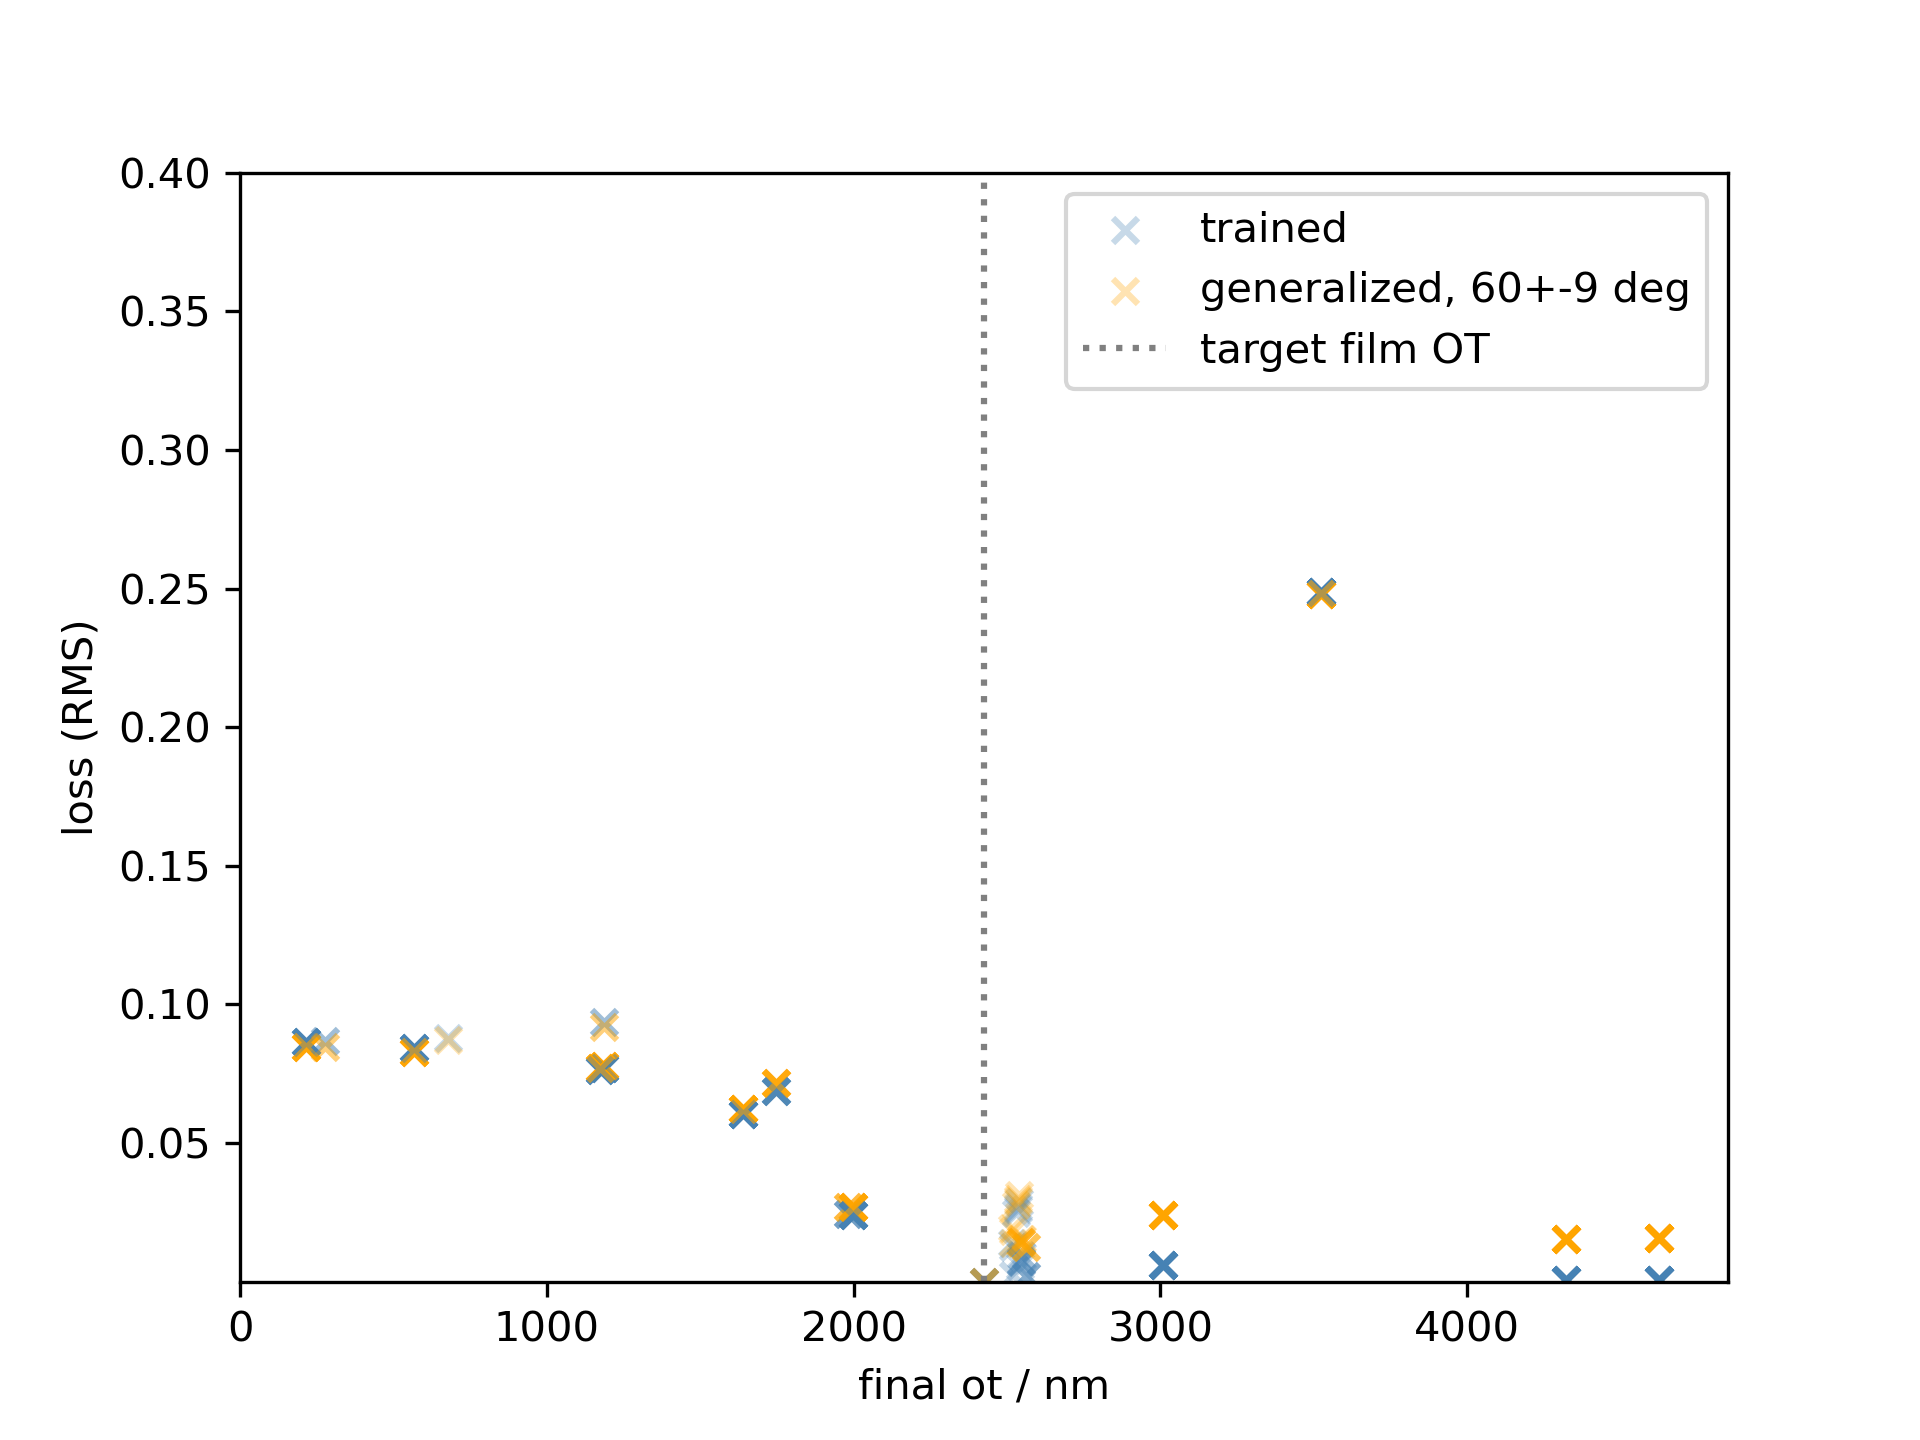 0.40
0.35
0.30
0.25
0.20
0.15
0.10
0.05
loss (RMS)
trained
generalized, 60+-9 deg
target film OT
0 1000 2000 3000 4000
final ot / nm